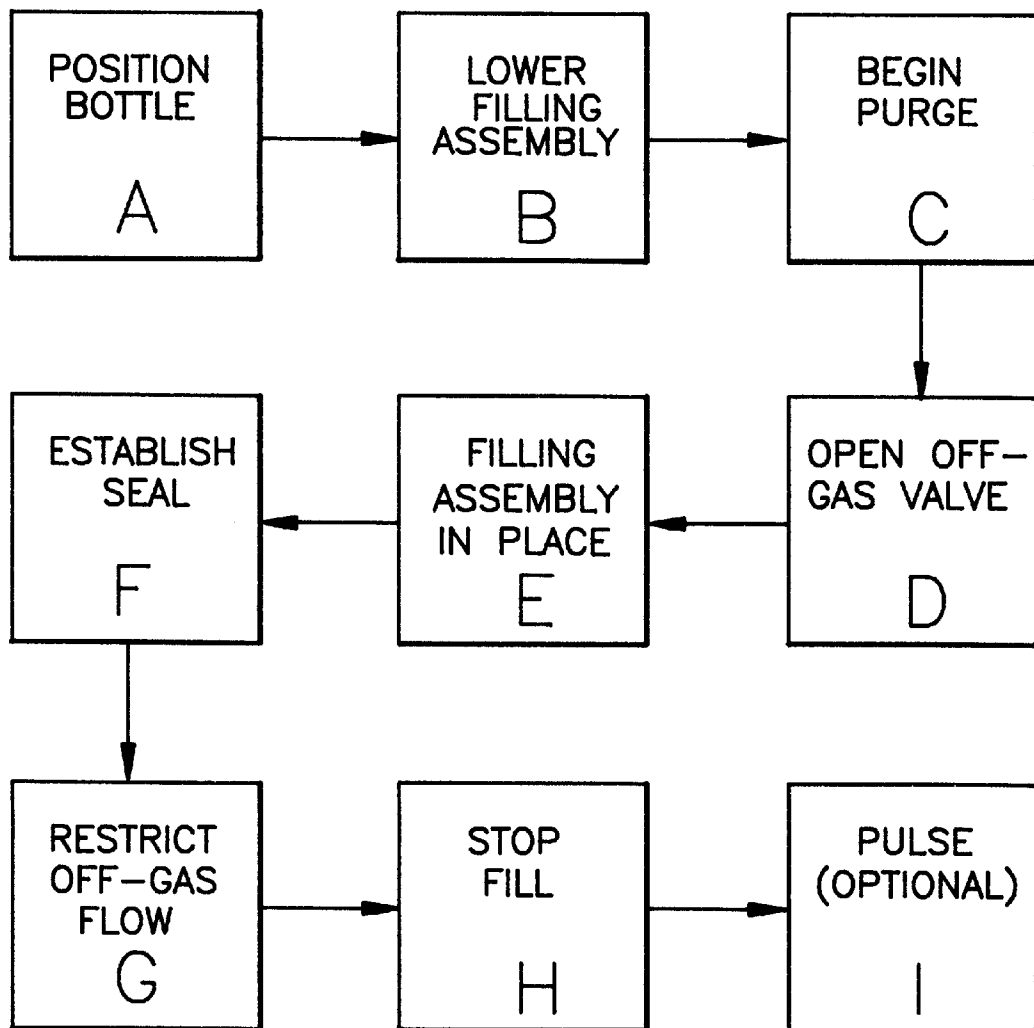 POSITION
BOTTLE
A
LOWER
FILLING
ASSEMBLY
B
BEGIN
PURGE
C
OPEN OFF-
GAS VALVE
D
FILLING
ASSEMBLY
IN PLACE
E
ESTABLISH
SEAL
F
RESTRICT
OFF-GAS
FLOW
G
STOP
FILL
H
PULSE
(OPTIONAL)
I